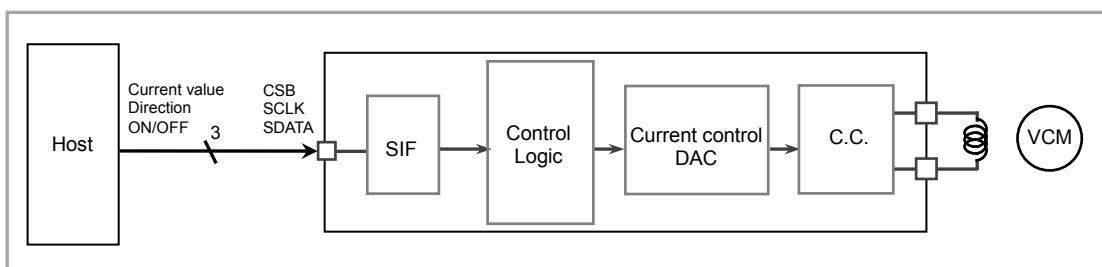 Host
Current value
Direction
ON/OFF
3
CSB
SCLK
SDATA
SIF
Control
Logic
Current control
DAC
C.C.
VCM